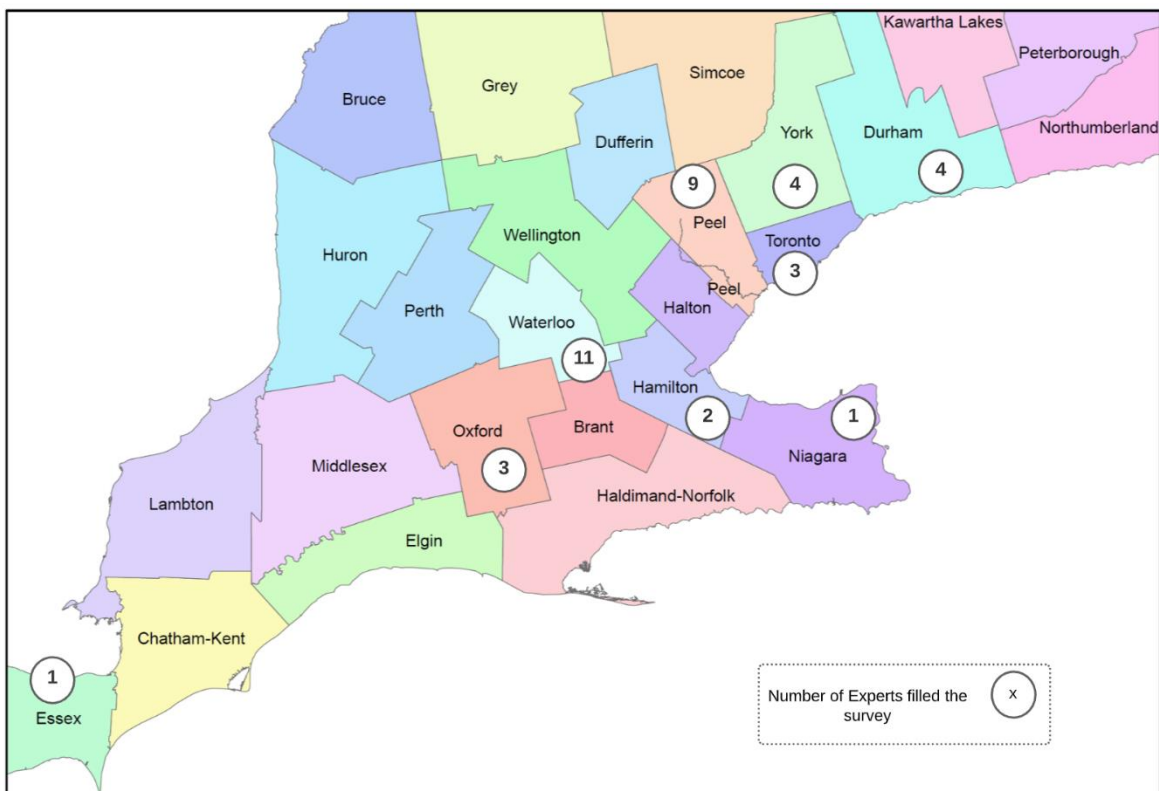 Kawartha Lakes
Peterborough
Simcoe
Grey
Bruce
Northumberland
York
Durham
Dufferin
9
4
4
Peel
Wellington
Toronto
Huron
3
Peel
Halton
Perth
Waterloo
11
Hamilton
2
1
Oxford
Brant
Niagara
Middlesex
3
Haldimand-Norfolk
Lambton
Elgin
Chatham-Kent
1
Essex
Number of Experts filled the
survey
x